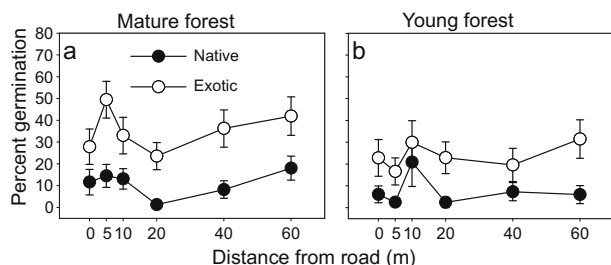 Mature forest Young forest
a b
Native
Exotic
Percent germination
80
70
60
50
40
30
20
10
0
0 5 10 20 40 60 0 5 10 20 40 60
Distance from road (m)